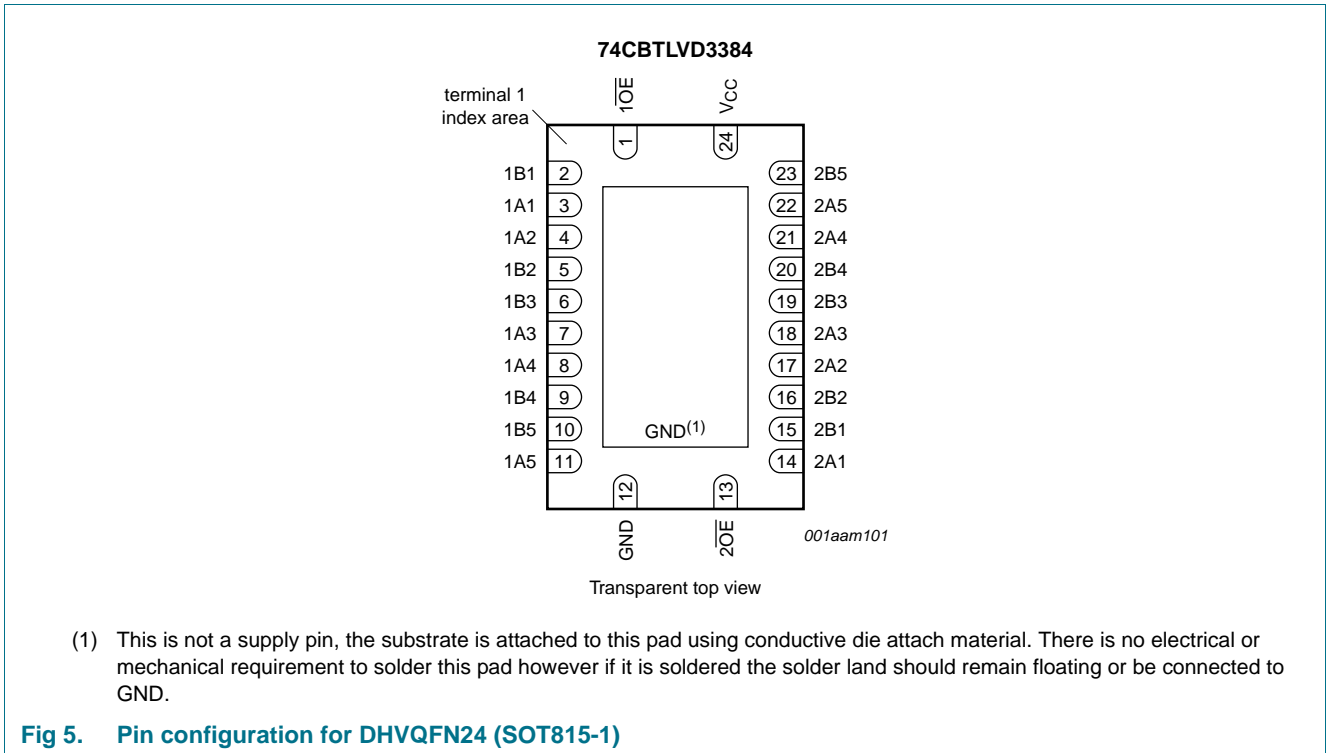 74CBTLVD3384
terminal 1
index area
1OE
VCC
1
24
1B1 2 23 2B5
1A1 3 22 2A5
1A2 4 21 2A4
1B2 5 20 2B4
1B3 6 19 2B3
1A3 7 18 2A3
1A4 8 17 2A2
1B4 9 16 2B2
1B5 10 GND(1) 15 2B1
1A5 11 14 2A1
12
13
GND
2OE
001aam101
Transparent top view
(1) This is not a supply pin, the substrate is attached to this pad using conductive die attach material. There is no electrical or
mechanical requirement to solder this pad however if it is soldered the solder land should remain floating or be connected to
GND.
Fig 5. Pin configuration for DHVQFN24 (SOT815-1)